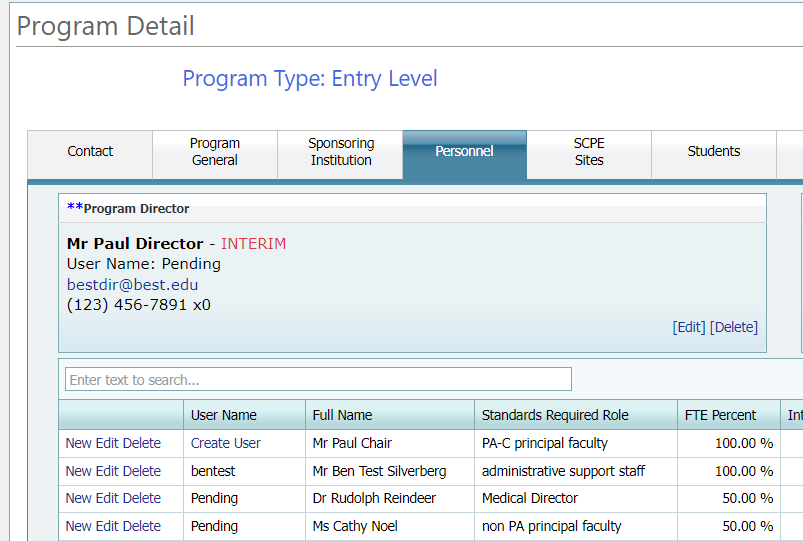 Program Detail
Program Type: Entry Level
Contact
Program
General
Sponsoring
Institution
Personnel
SCPE
Sites
Students
**Program Director
Mr Paul Director - INTERIM
User Name: Pending
bestdir@best.edu
(123) 456-7891 x0
[Edit] [Delete]
Enter text to search...
User Name Full Name Standards Required Role FTE Percent Int
New Edit Delete Create User Mr Paul Chair PA-C principal faculty 100.00 %
New Edit Delete bentest Mr Ben Test Silverberg administrative support staff 100.00 %
New Edit Delete Pending Dr Rudolph Reindeer Medical Director 50.00 %
New Edit Delete Pending Ms Cathy Noel non PA principal faculty 50.00 %